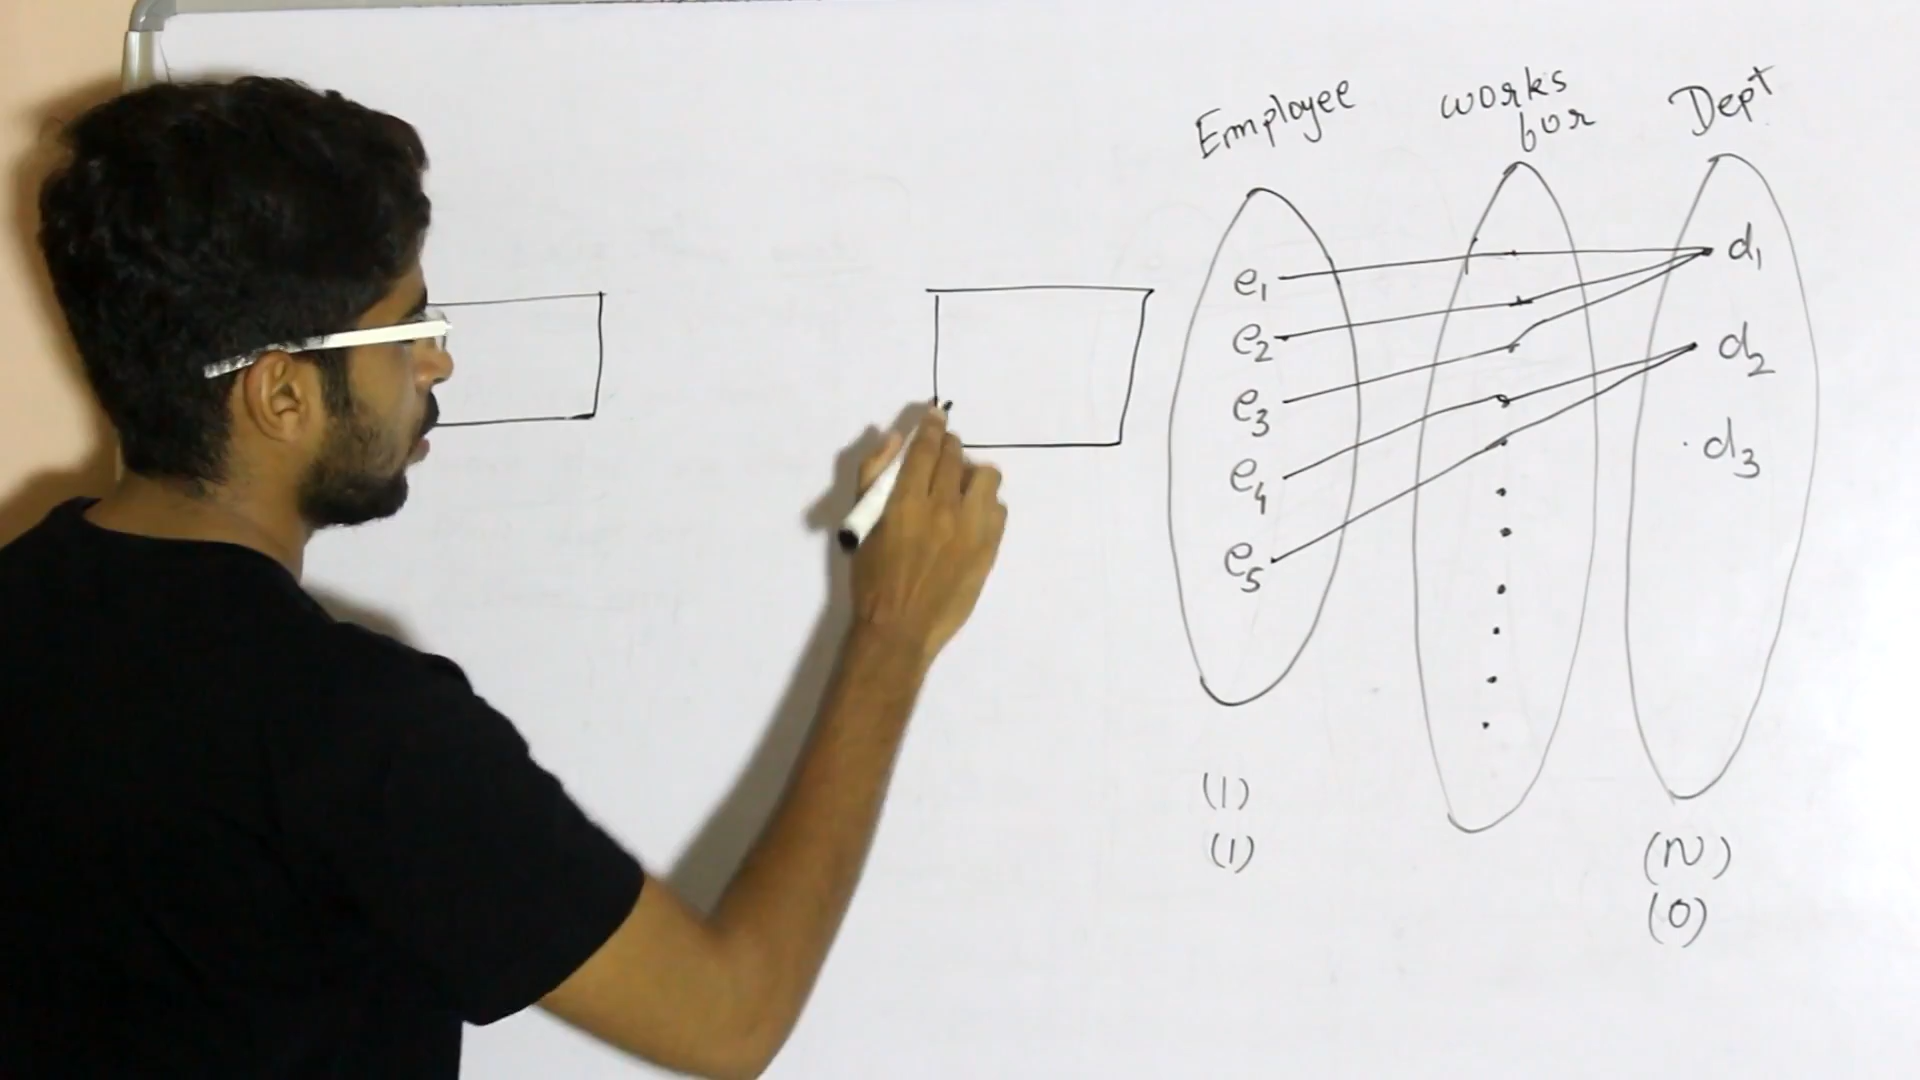 Employee
works
for
Dept
e1
e2
e3
e4
e5
d1
d2
d3
(1)
(1)
(N)
(0)